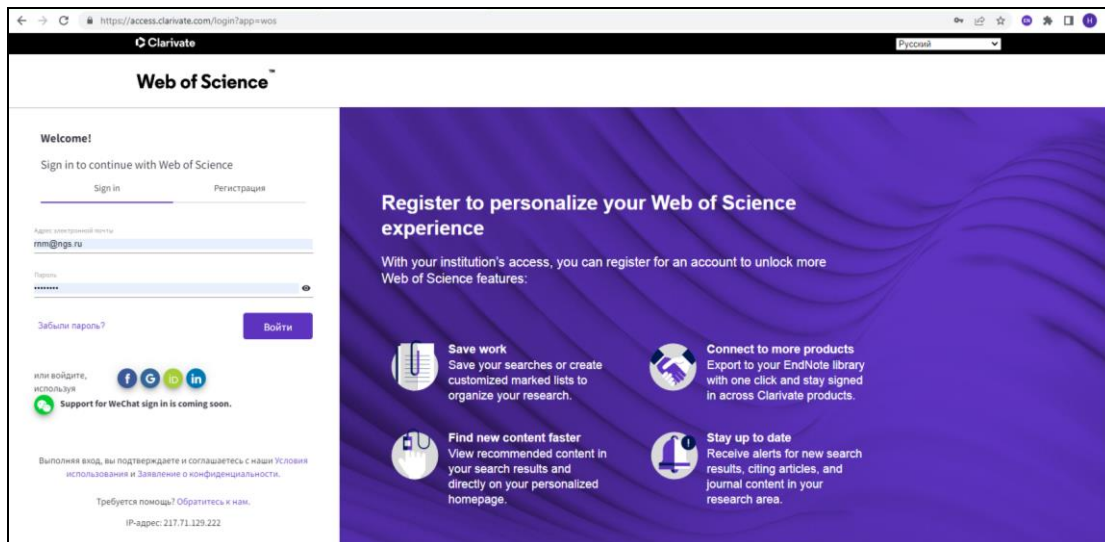 https://access.clarivate.com/login?app=wos
Clarivate
Русский
Web of Science™
Welcome!
Sign in to continue with Web of Science
Sign in
Регистрация
Адрес электронной почты
rnm@ngs.ru
Пароль
••••••••
Забыли пароль?
Войти
или войдите,
используя
f G iD in
Support for WeChat sign in is coming soon.
Выполняя вход, вы подтверждаете и соглашаетесь с наши Условия
использования и Заявление о конфиденциальности.
Требуется помощь? Обратитесь к нам.
IP-адрес: 217.71.129.222
Register to personalize your Web of Science
experience
With your institution's access, you can register for an account to unlock more
Web of Science features:
Save work
Save your searches or create
customized marked lists to
organize your research.
Connect to more products
Export to your EndNote library
with one click and stay signed
in across Clarivate products.
Find new content faster
View recommended content in
your search results and
directly on your personalized
homepage.
Stay up to date
Receive alerts for new search
results, citing articles, and
journal content in your
research area.